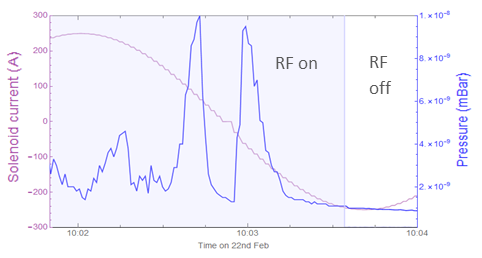 300
200
100
0
−100
−200
−300
Solenoid current (A)
RF on
RF
off
1.×10⁻⁸
8.×10⁻⁹
6.×10⁻⁹
4.×10⁻⁹
2.×10⁻⁹
Pressure (mBar)
10:02
10:03
10:04
Time on 22nd Feb